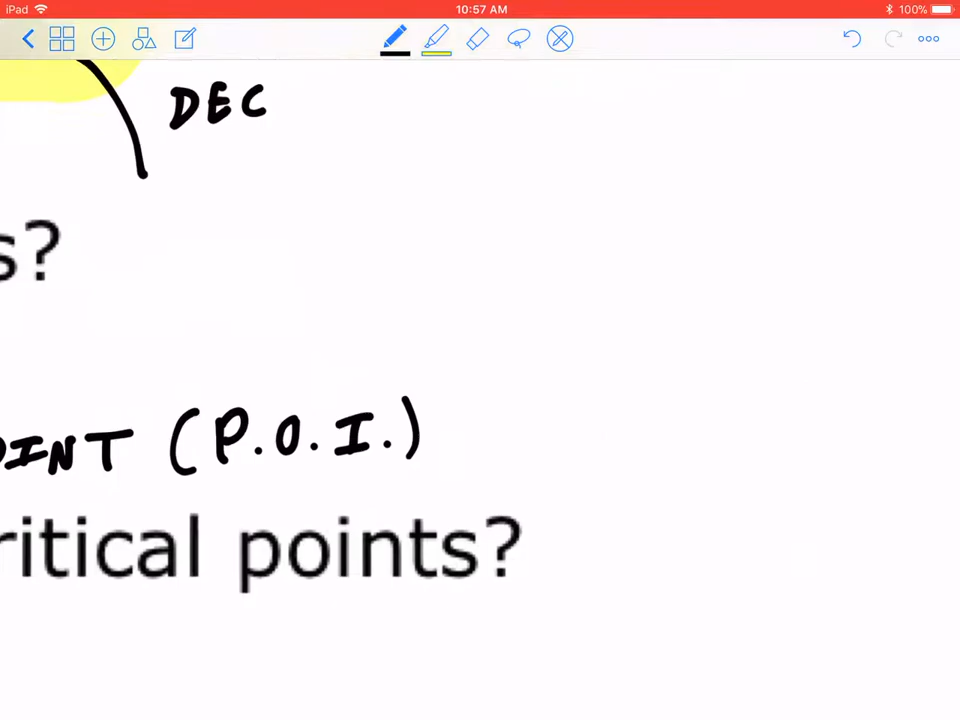 iPad 10:57 AM 100%
DEC
s?
OINT (P.O.I.)
ritical points?